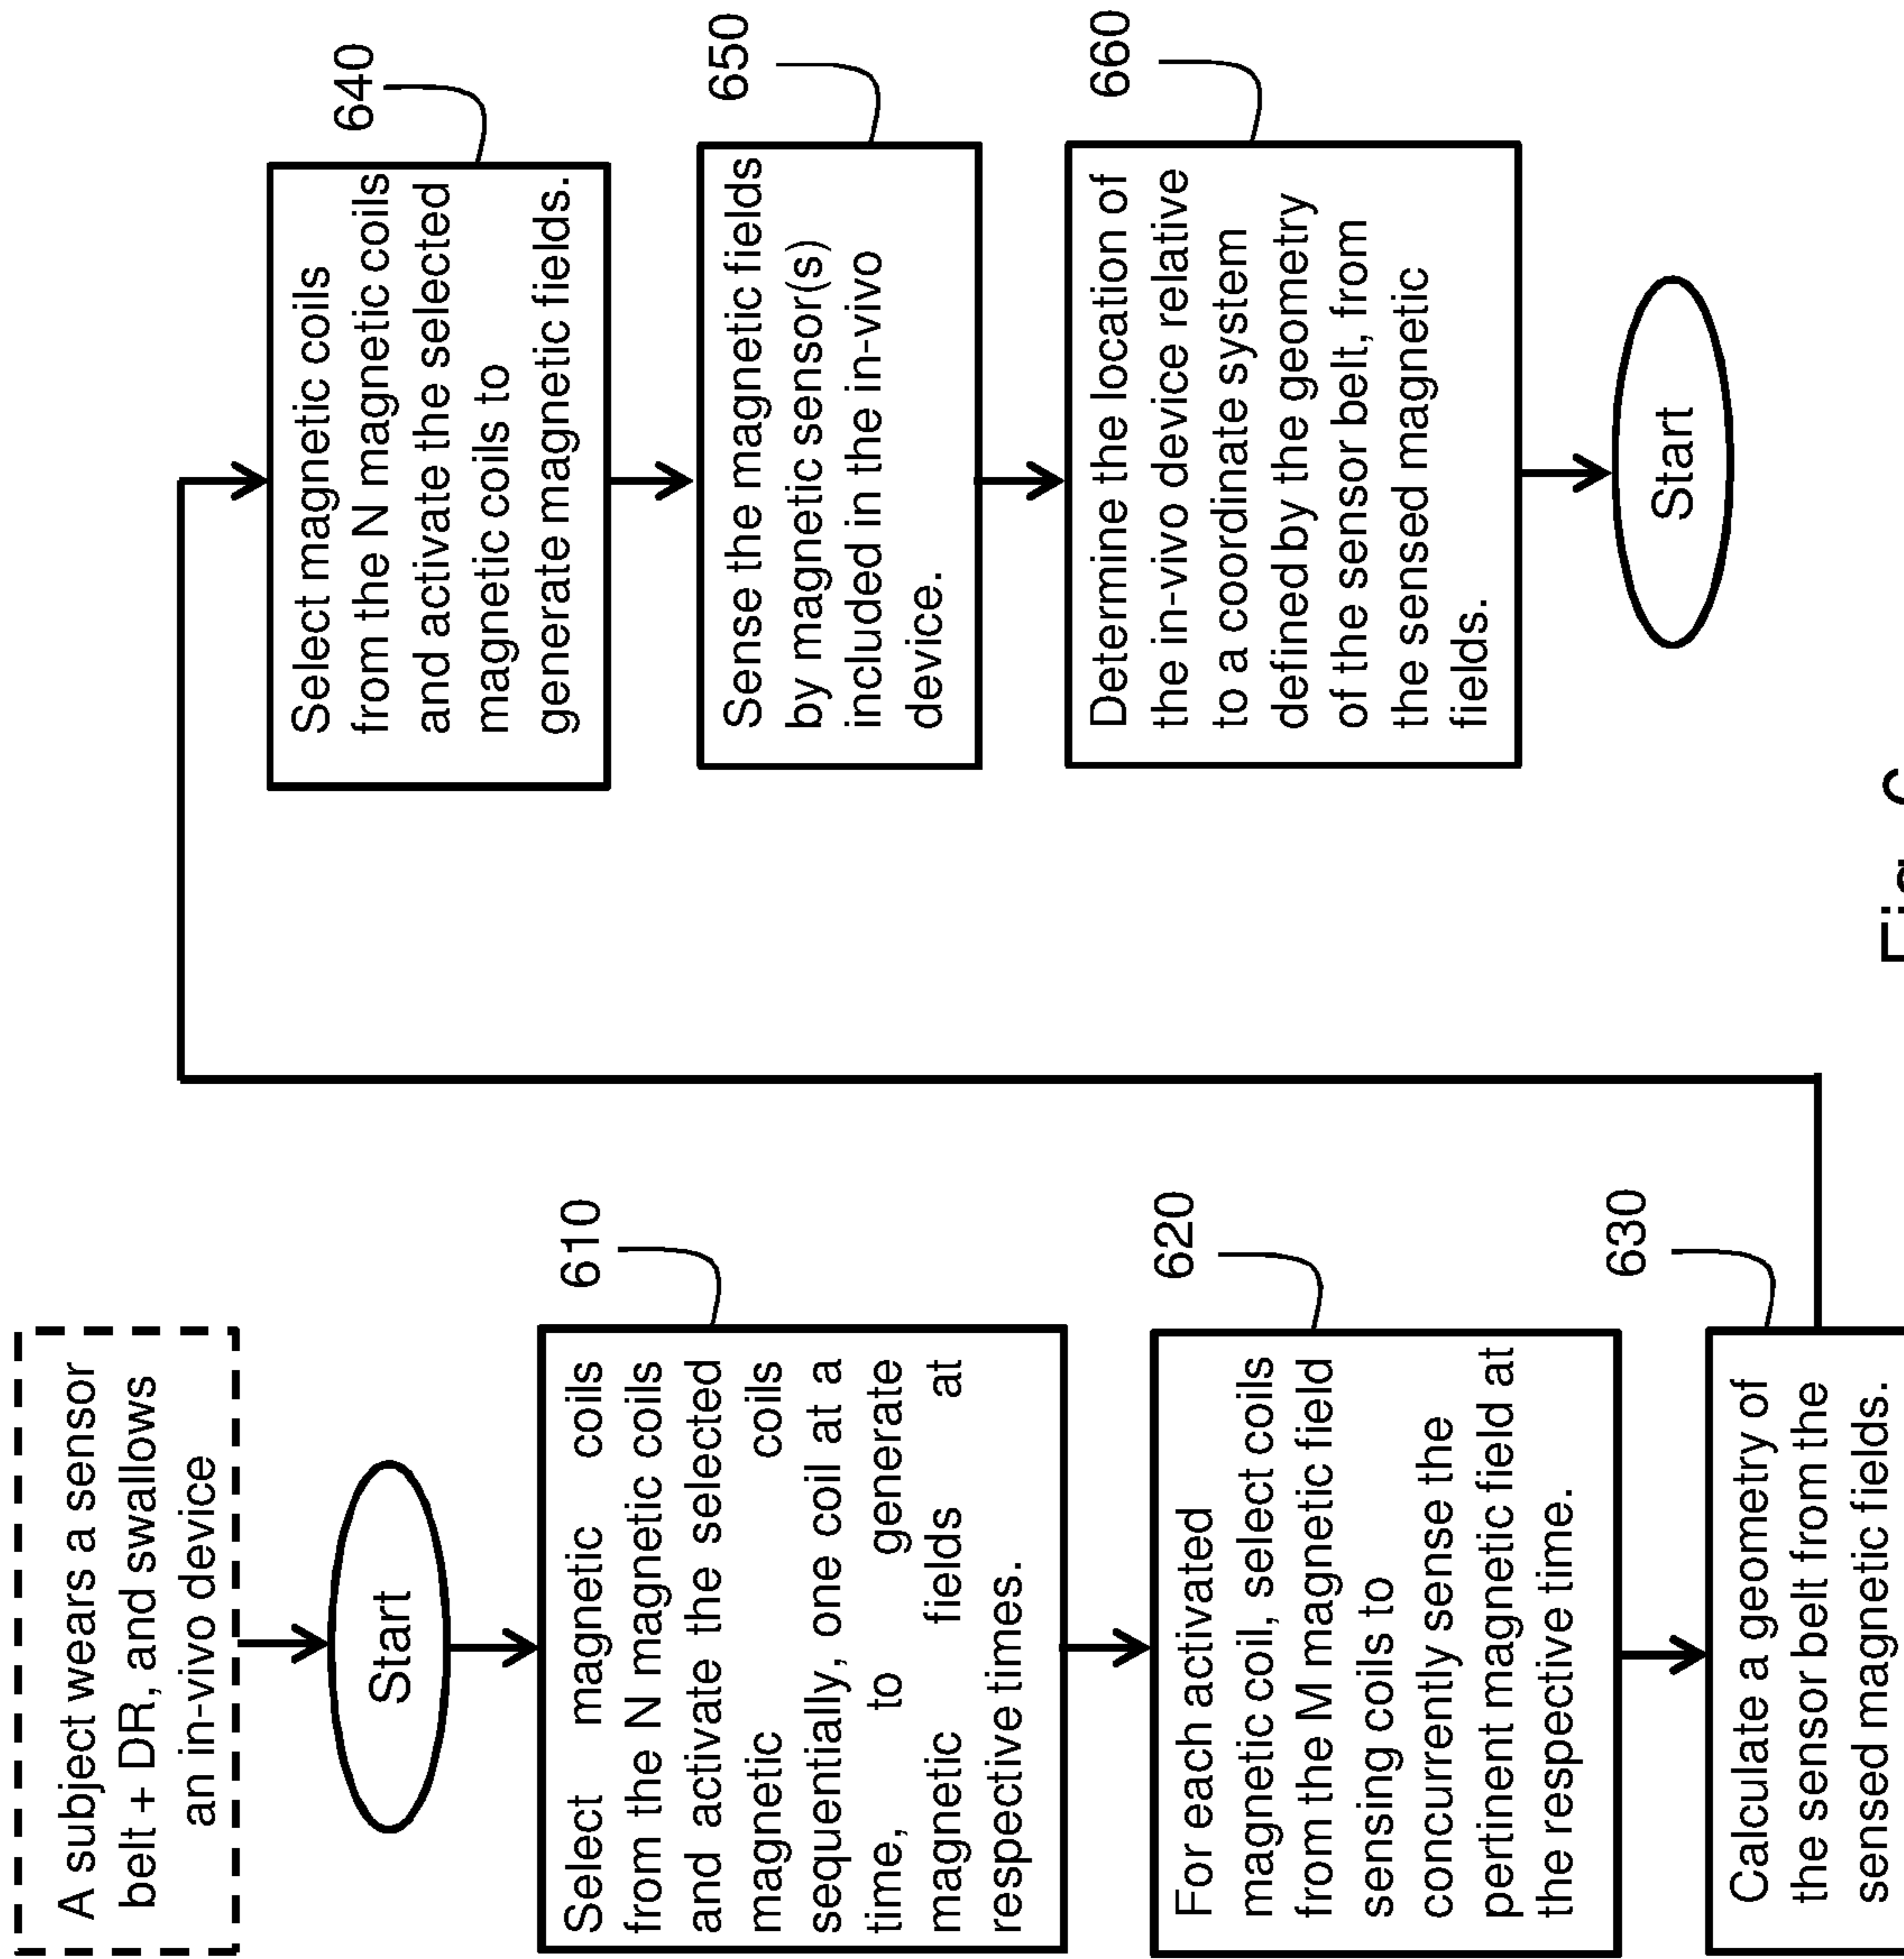 A subject wears a sensor
belt + DR, and swallows
an in-vivo device
Start
610
Select magnetic coils
from the N magnetic coils
and activate the selected
magnetic coils
sequentially, one coil at a
time, to generate
magnetic fields at
respective times.
620
For each activated
magnetic coil, select coils
from the M magnetic field
sensing coils to
concurrently sense the
pertinent magnetic field at
the respective time.
630
Calculate a geometry of
the sensor belt from the
sensed magnetic fields.
640
Select magnetic coils
from the N magnetic coils
and activate the selected
magnetic coils to
generate magnetic fields.
650
Sense the magnetic fields
by magnetic sensor(s)
included in the in-vivo
device.
660
Determine the location of
the in-vivo device relative
to a coordinate system
defined by the geometry
of the sensor belt, from
the sensed magnetic
fields.
Start